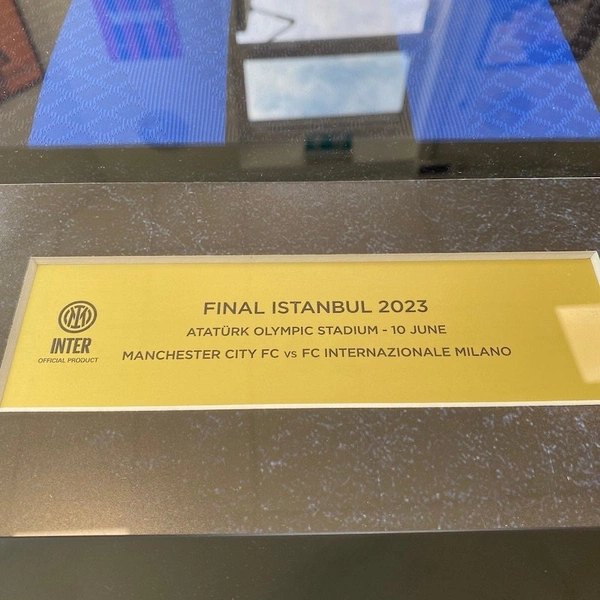 FINAL ISTANBUL 2023
ATATÜRK OLYMPIC STADIUM - 10 JUNE
MANCHESTER CITY FC vs FC INTERNAZIONALE MILANO
INTER
OFFICIAL PRODUCT